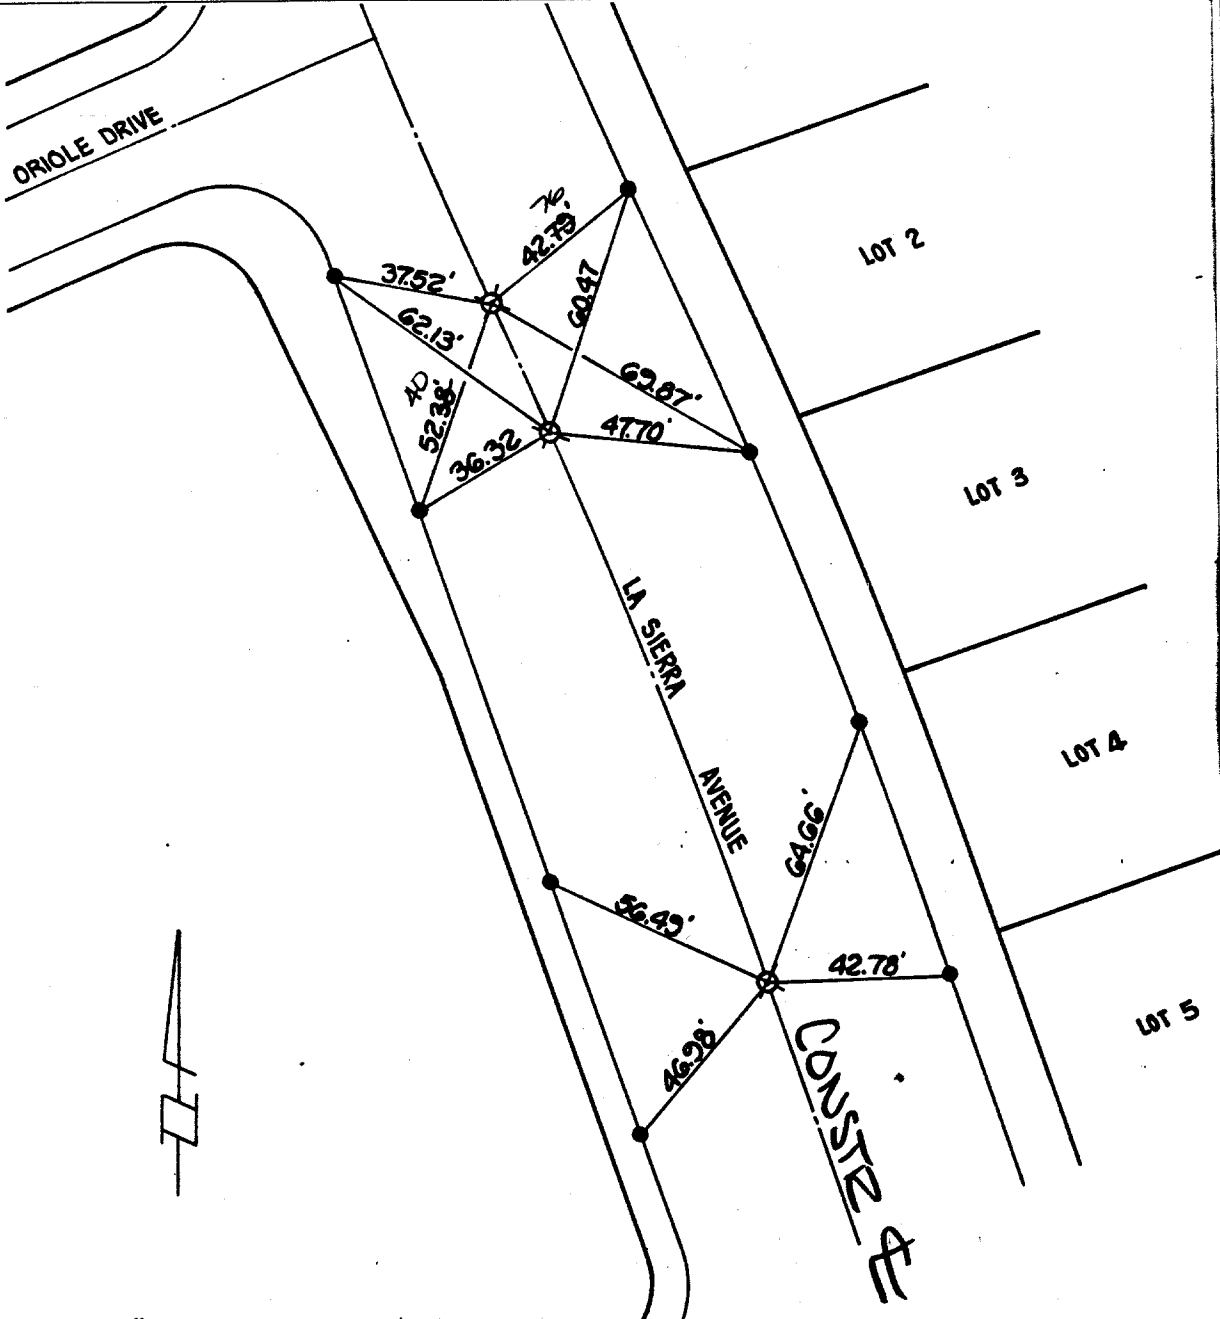 ORIOLE DRIVE
76
42.79'
37.52'
60.47
62.13'
LOT 2
69.87'
40
52.38'
47.70'
36.32
LOT 3
LA SIERRA
AVENUE
LOT 4
64.66'
56.49'
42.78'
46.98'
LOT 5
CONSTR ℄